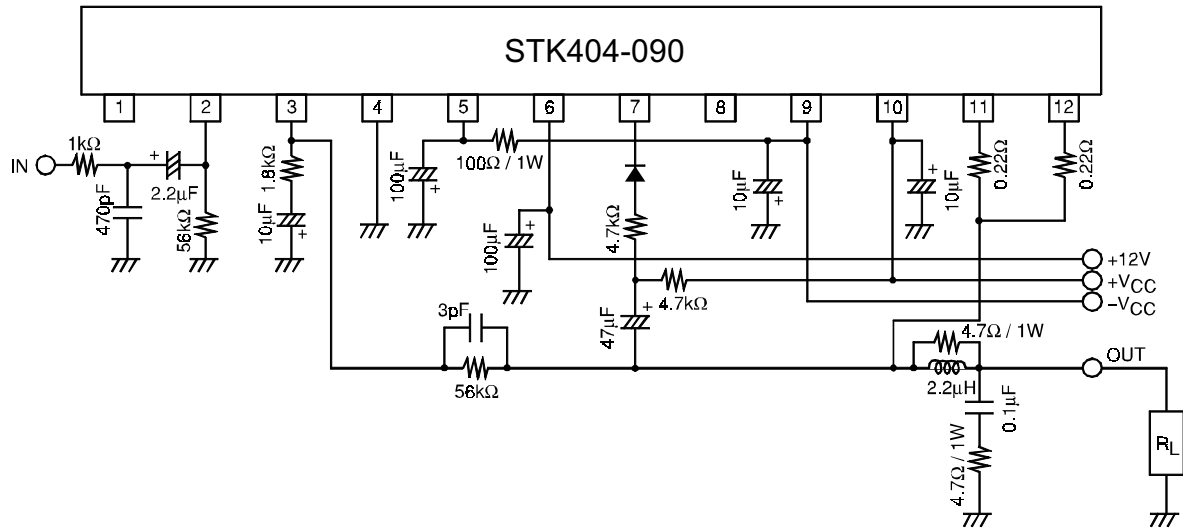 STK404-090
1
2
3
4
5
6
7
8
9
10
11
12
IN
1kΩ
470pF
+
2.2µF
56kΩ
1.8kΩ
10µF
+
100µF
+
100Ω / 1W
100µF
+
4.7kΩ
4.7kΩ
47µF
+
10µF
+
10µF
+
0.22Ω
0.22Ω
+12V
+VCC
−VCC
3pF
56kΩ
4.7Ω / 1W
2.2µH
OUT
0.1µF
4.7Ω / 1W
RL